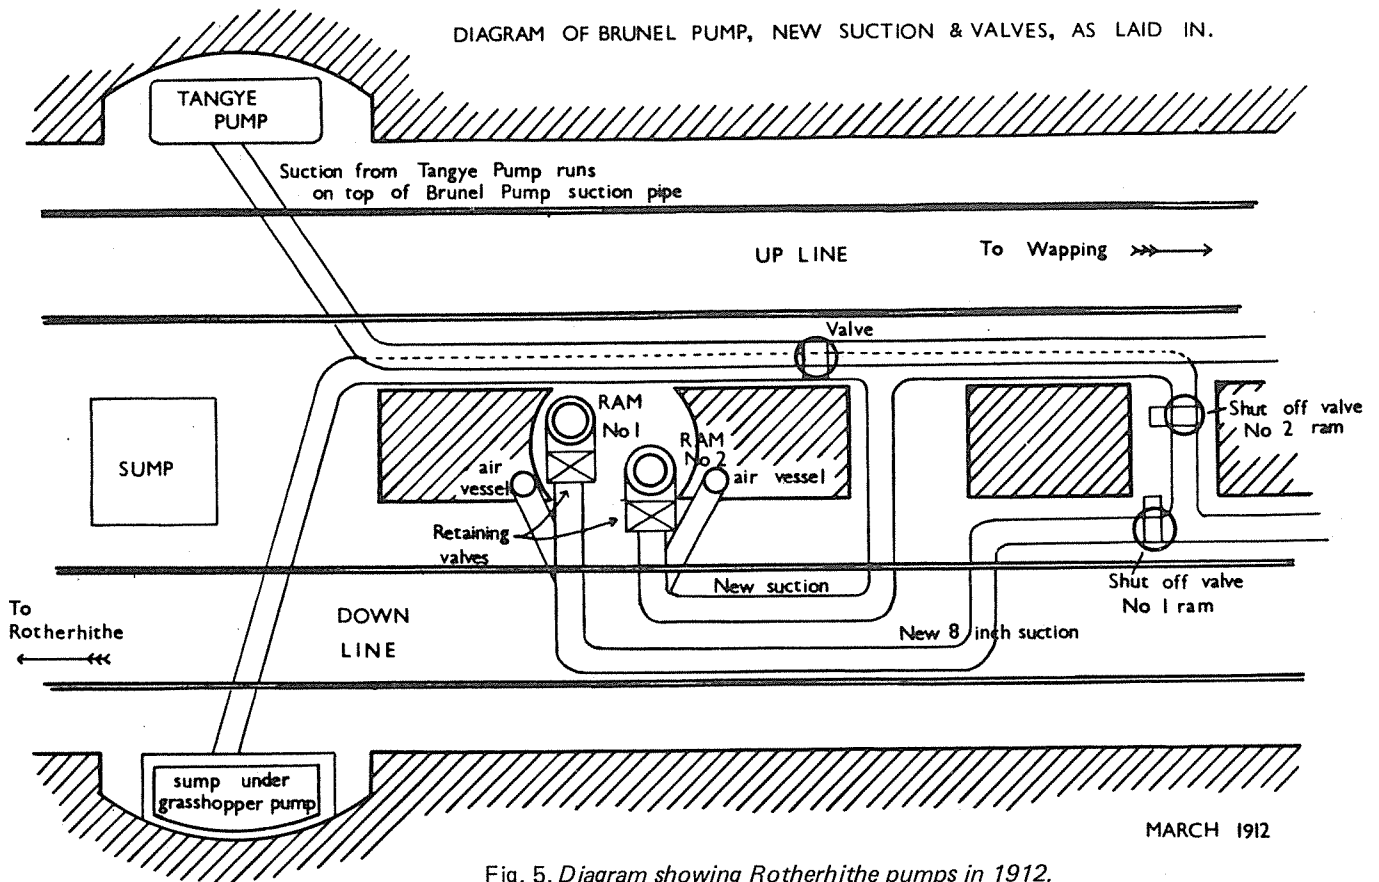 DIAGRAM OF BRUNEL PUMP, NEW SUCTION & VALVES, AS LAID IN.
TANGYE
PUMP
Suction from Tangye Pump runs
on top of Brunel Pump suction pipe
UP LINE
To Wapping
Valve
RAM
No 1
RAM
No 2
Shut off valve
No 2 ram
SUMP
air
vessel
air vessel
Retaining
valves
New suction
Shut off valve
No 1 ram
To
Rotherhithe
DOWN
LINE
New 8 inch suction
sump under
grasshopper pump
MARCH 1912
Fig. 5. Diagram showing Rotherhithe pumps in 1912.